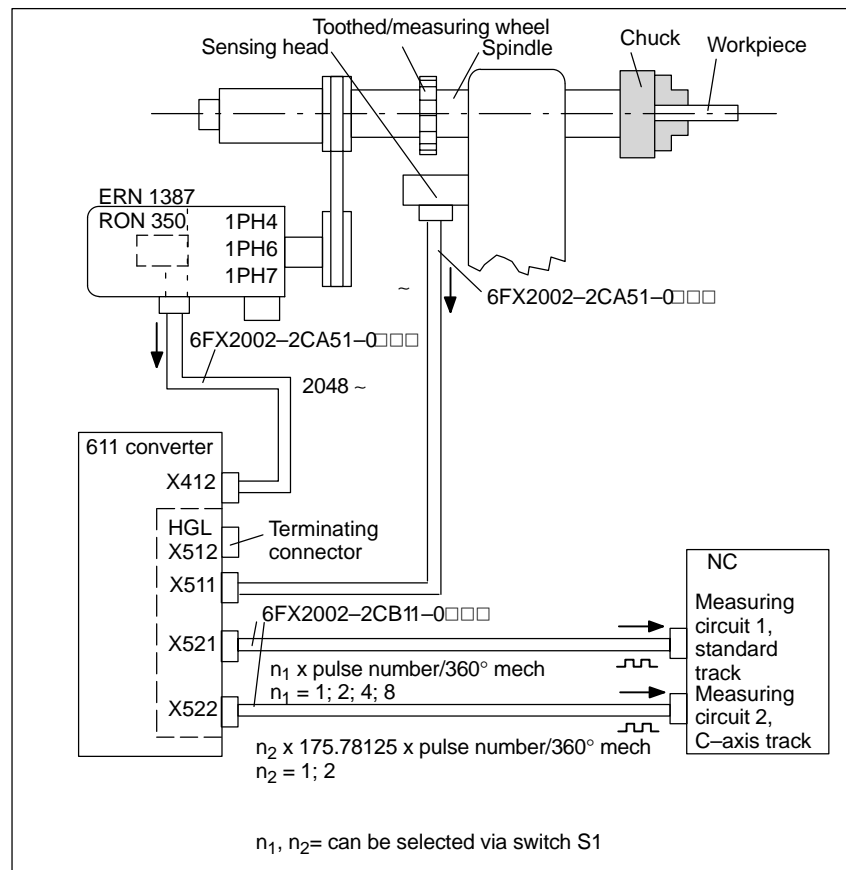 Toothed/measuring wheel
Sensing head
Spindle
Chuck
Workpiece
ERN 1387
RON 350
1PH4
1PH6
1PH7
~
6FX2002–2CA51–0□□□
6FX2002–2CA51–0□□□
2048 ~
611 converter
X412
HGL
X512
Terminating
connector
X511
NC
6FX2002–2CB11–0□□□
Measuring
circuit 1,
standard
track
X521
n₁ x pulse number/360° mech
n₁ = 1; 2; 4; 8
Measuring
circuit 2,
C–axis track
X522
n₂ x 175.78125 x pulse number/360° mech
n₂ = 1; 2
n₁, n₂= can be selected via switch S1